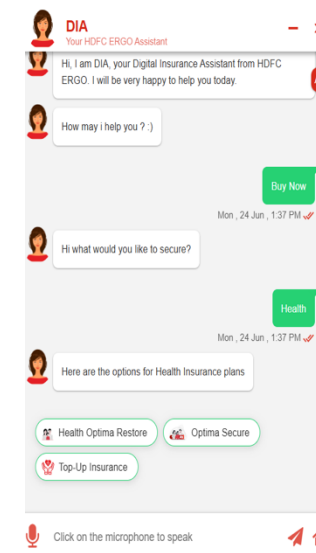 DIA
Your HDFC ERGO Assistant
Hi, I am DIA, your Digital Insurance Assistant from HDFC
ERGO. I will be very happy to help you today.
How may i help you ? :)
Buy Now
Mon , 24 Jun , 1:37 PM
Hi what would you like to secure?
Health
Mon , 24 Jun , 1:37 PM
Here are the options for Health Insurance plans
Health Optima Restore
Optima Secure
Top-Up Insurance
Click on the microphone to speak